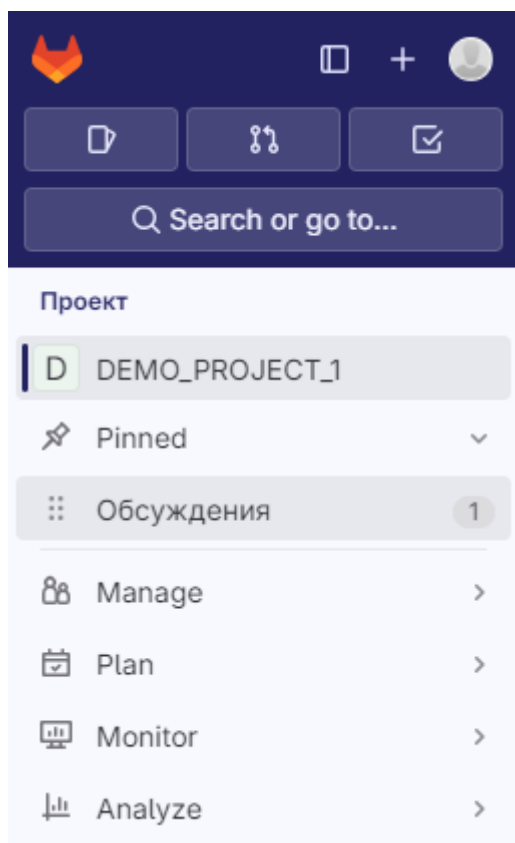 Search or go to...
Проект
D DEMO_PROJECT_1
Pinned
Обсуждения 1
Manage
Plan
Monitor
Analyze